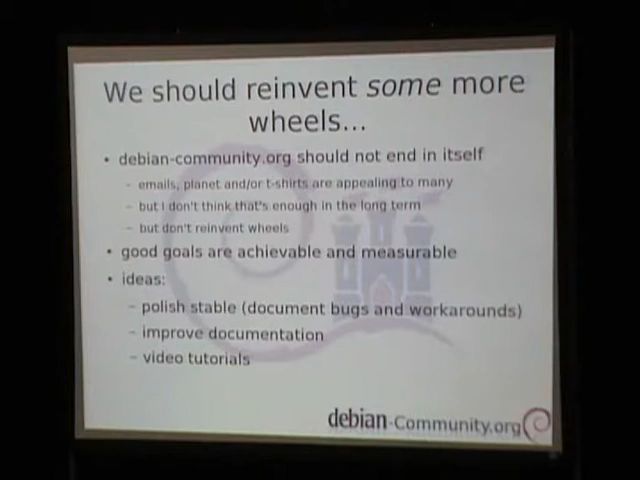 We should reinvent some more
wheels...
• debian-community.org should not end in itself
– emails, planet and/or t-shirts are appealing to many
– but I don't think that's enough in the long term
– but don't reinvent wheels
• good goals are achievable and measurable
• ideas:
– polish stable (document bugs and workarounds)
– improve documentation
– video tutorials
debian-Community.org